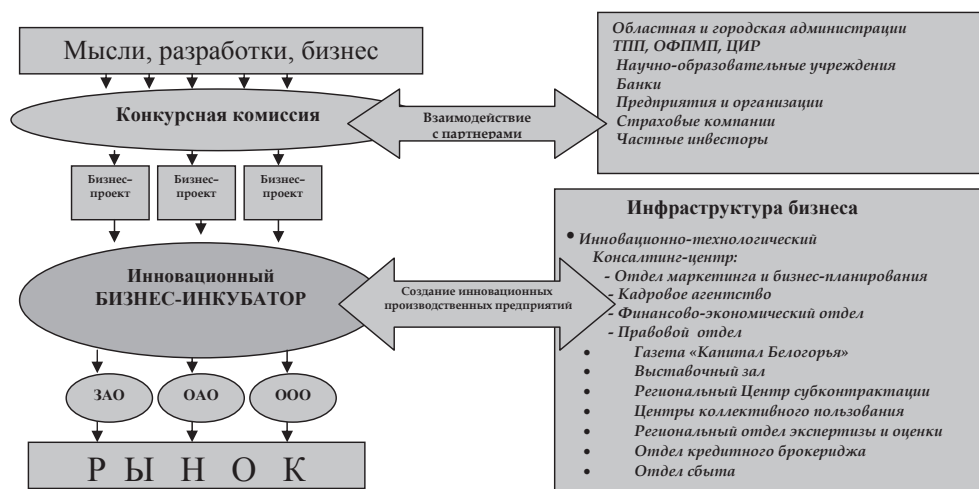 Мысли, разработки, бизнес
Конкурсная комиссия
Взаимодействие
с партнерами
Областная и городская администрации
ТПП, ОФПМП, ЦИР
Научно-образовательные учреждения
Банки
Предприятия и организации
Страховые компании
Частные инвесторы
Бизнес-
проект
Бизнес-
проект
Бизнес-
проект
Инновационный
БИЗНЕС-ИНКУБАТОР
Создание инновационных
производственных предприятий
Инфраструктура бизнеса
• Инновационно-технологический
Консалтинг-центр:
- Отдел маркетинга и бизнес-планирования
- Кадровое агентство
- Финансово-экономический отдел
- Правовой отдел
• Газета «Капитал Белогорья»
• Выставочный зал
• Региональный Центр субконтрактации
• Центры коллективного пользования
• Региональный отдел экспертизы и оценки
• Отдел кредитного брокериджа
• Отдел сбыта
ЗАО
ОАО
ООО
Р Ы Н О К